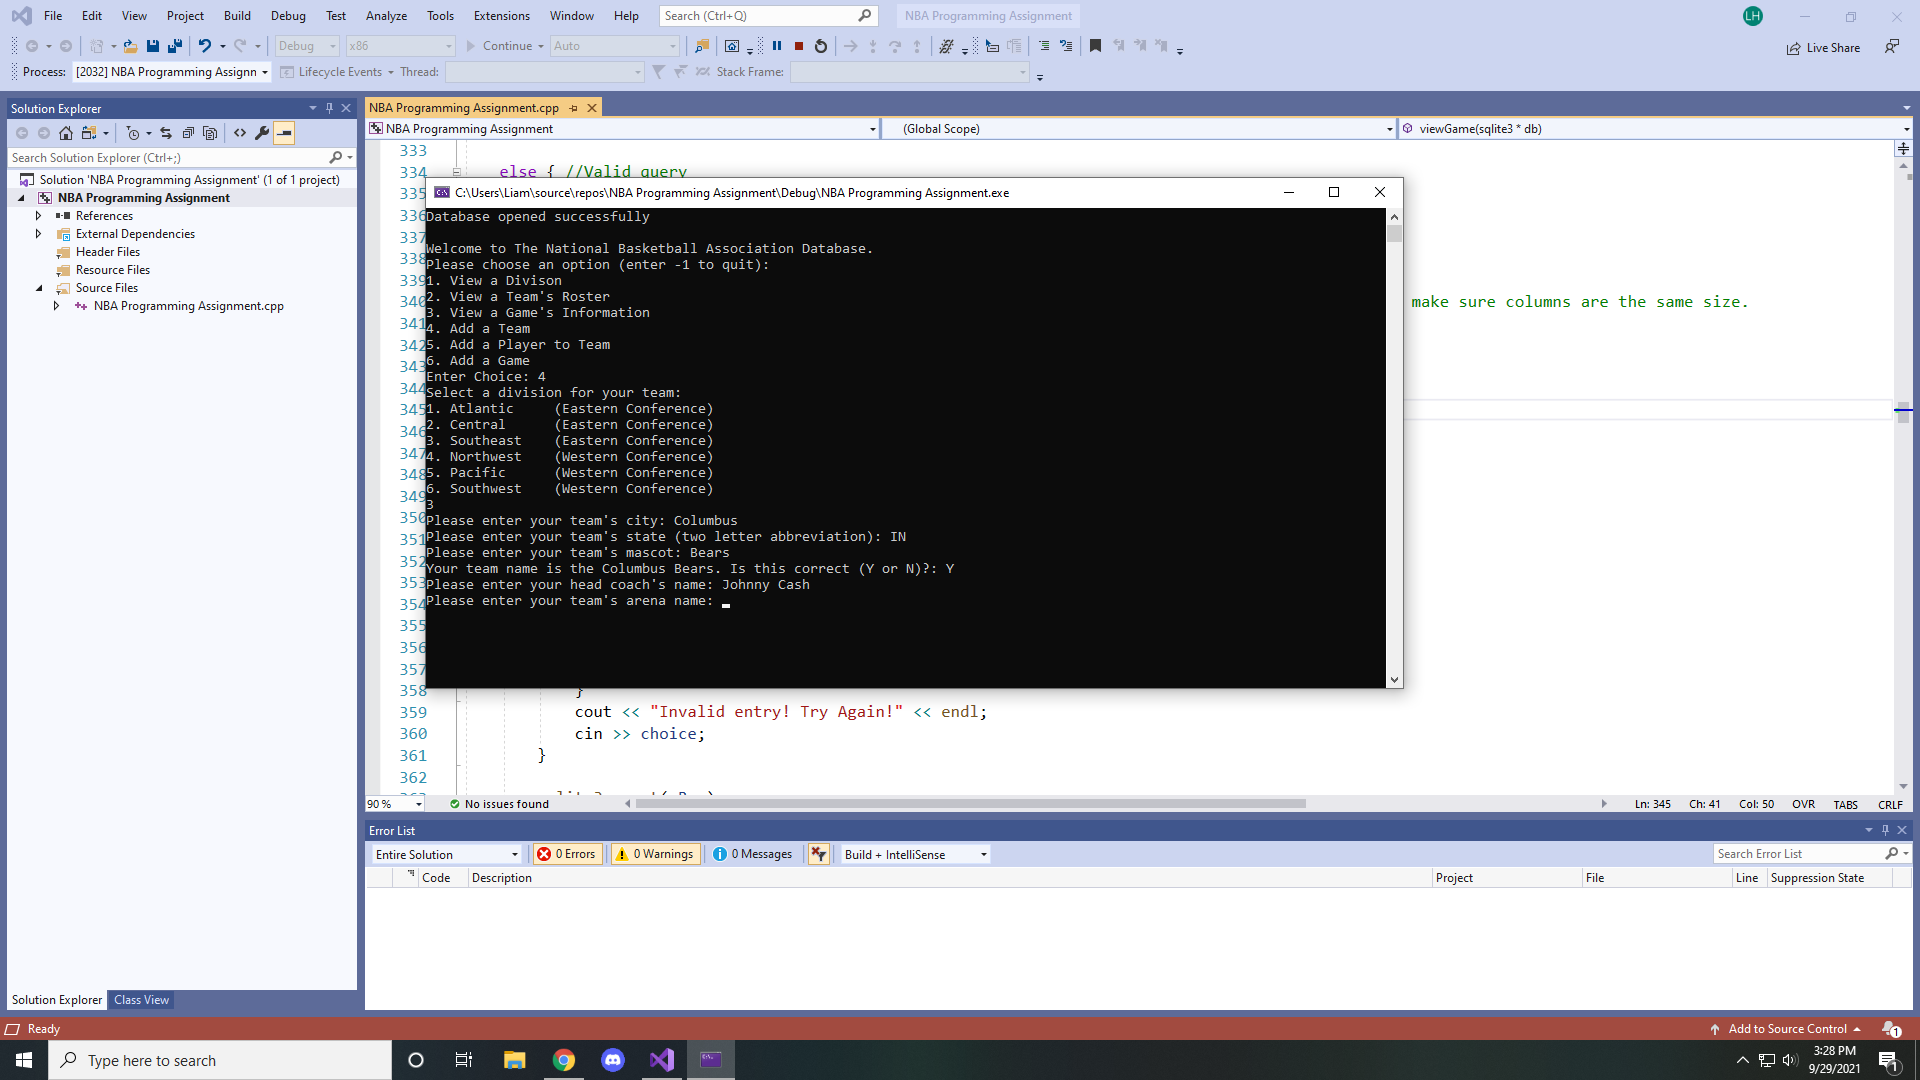 File Edit View Project Build Debug Test Analyze Tools Extensions Window Help Search (Ctrl+Q) NBA Programming Assignment LH
Debug x86 Continue Auto Live Share
Process: [2032] NBA Programming Assignn Lifecycle Events Thread: Stack Frame:
Solution Explorer
Search Solution Explorer (Ctrl+;)
Solution 'NBA Programming Assignment' (1 of 1 project)
NBA Programming Assignment
References
External Dependencies
Header Files
Resource Files
Source Files
NBA Programming Assignment.cpp
Solution Explorer Class View
NBA Programming Assignment.cpp
NBA Programming Assignment (Global Scope) viewGame(sqlite3 * db)
333
334 else { //Valid query
335
336
337
338
339
340 make sure columns are the same size.
341
342
343
344
345
346
347
348
349
350
351
352
353
354
355
356
357
358 }
359 cout << "Invalid entry! Try Again!" << endl;
360 cin >> choice;
361 }
362
C:\Users\Liam\source\repos\NBA Programming Assignment\Debug\NBA Programming Assignment.exe
Database opened successfully
Welcome to The National Basketball Association Database.
Please choose an option (enter -1 to quit):
1. View a Divison
2. View a Team's Roster
3. View a Game's Information
4. Add a Team
5. Add a Player to Team
6. Add a Game
Enter Choice: 4
Select a division for your team:
1. Atlantic (Eastern Conference)
2. Central (Eastern Conference)
3. Southeast (Eastern Conference)
4. Northwest (Western Conference)
5. Pacific (Western Conference)
6. Southwest (Western Conference)
3
Please enter your team's city: Columbus
Please enter your team's state (two letter abbreviation): IN
Please enter your team's mascot: Bears
Your team name is the Columbus Bears. Is this correct (Y or N)?: Y
Please enter your head coach's name: Johnny Cash
Please enter your team's arena name:
90 % No issues found Ln: 345 Ch: 41 Col: 50 OVR TABS CRLF
Error List
Entire Solution 0 Errors 0 Warnings 0 Messages Build + IntelliSense Search Error List
Code Description Project File Line Suppression State
Ready Add to Source Control 1
Type here to search
3:28 PM
9/29/2021
1